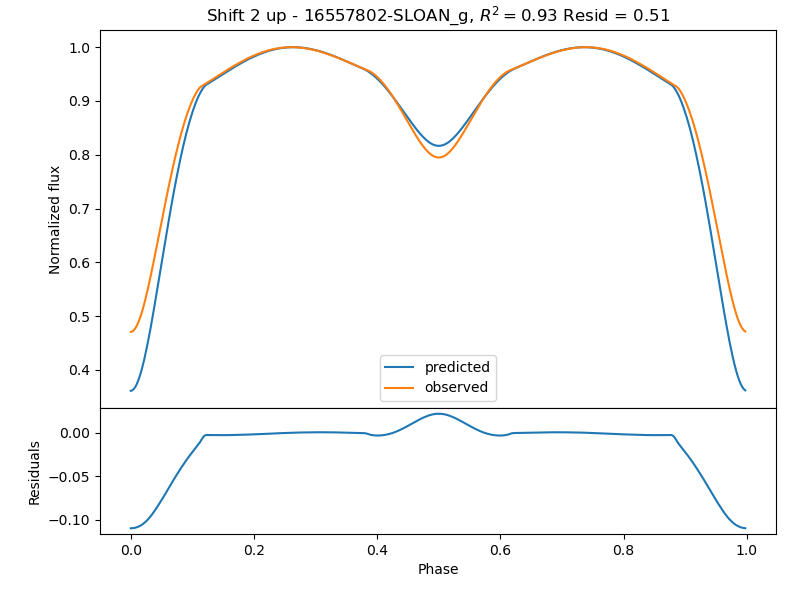 Shift 2 up - 16557802-SLOAN_g, R² = 0.93 Resid = 0.51
1.0
0.9
0.8
0.7
0.6
0.5
0.4
Normalized flux
predicted
observed
0.00
−0.05
−0.10
Residuals
0.0 0.2 0.4 0.6 0.8 1.0
Phase